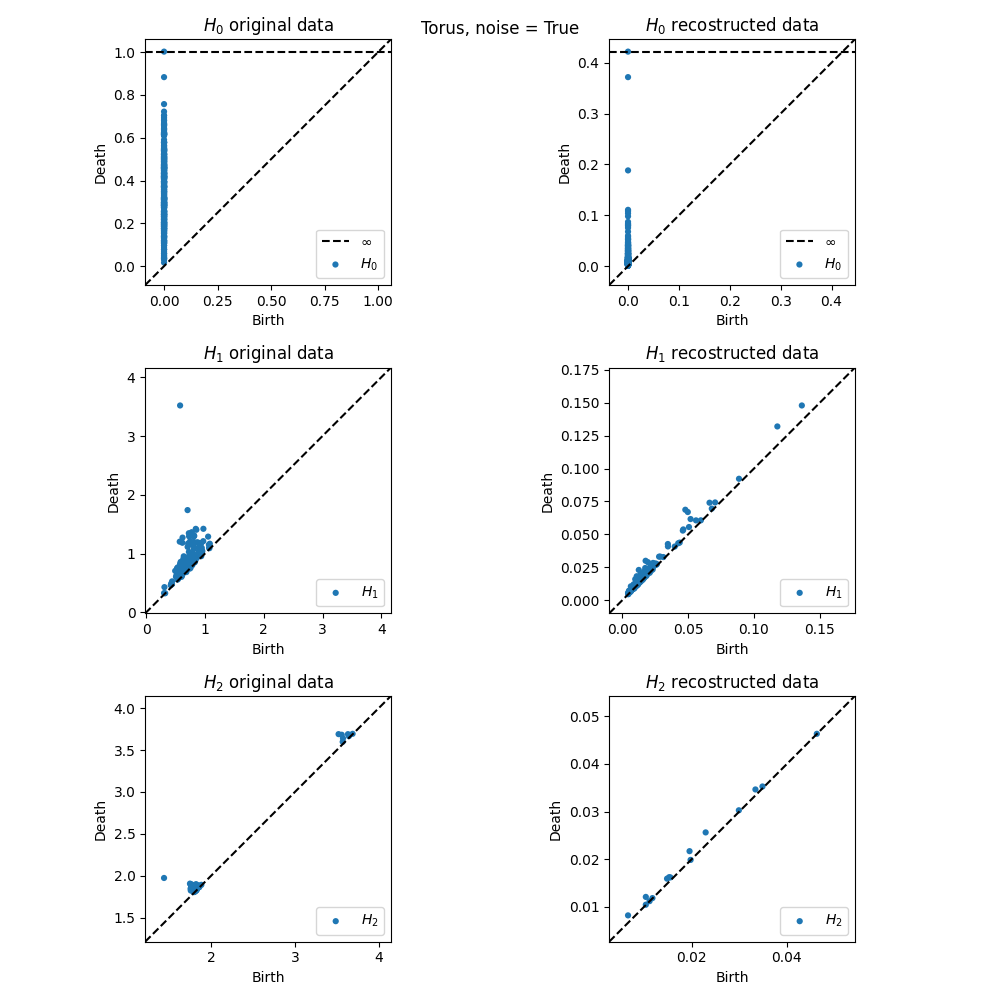 Torus, noise = True
H₀ original data
1.0
0.8
0.6
0.4
0.2
0.0
Death
0.00 0.25 0.50 0.75 1.00
Birth
∞
H₀
H₀ recostructed data
0.4
0.3
0.2
0.1
0.0
Death
0.0 0.1 0.2 0.3 0.4
Birth
∞
H₀
H₁ original data
4
3
2
1
0
Death
0 1 2 3 4
Birth
H₁
H₁ recostructed data
0.175
0.150
0.125
0.100
0.075
0.050
0.025
0.000
Death
0.00 0.05 0.10 0.15
Birth
H₁
H₂ original data
4.0
3.5
3.0
2.5
2.0
1.5
Death
2 3 4
Birth
H₂
H₂ recostructed data
0.05
0.04
0.03
0.02
0.01
Death
0.02 0.04
Birth
H₂